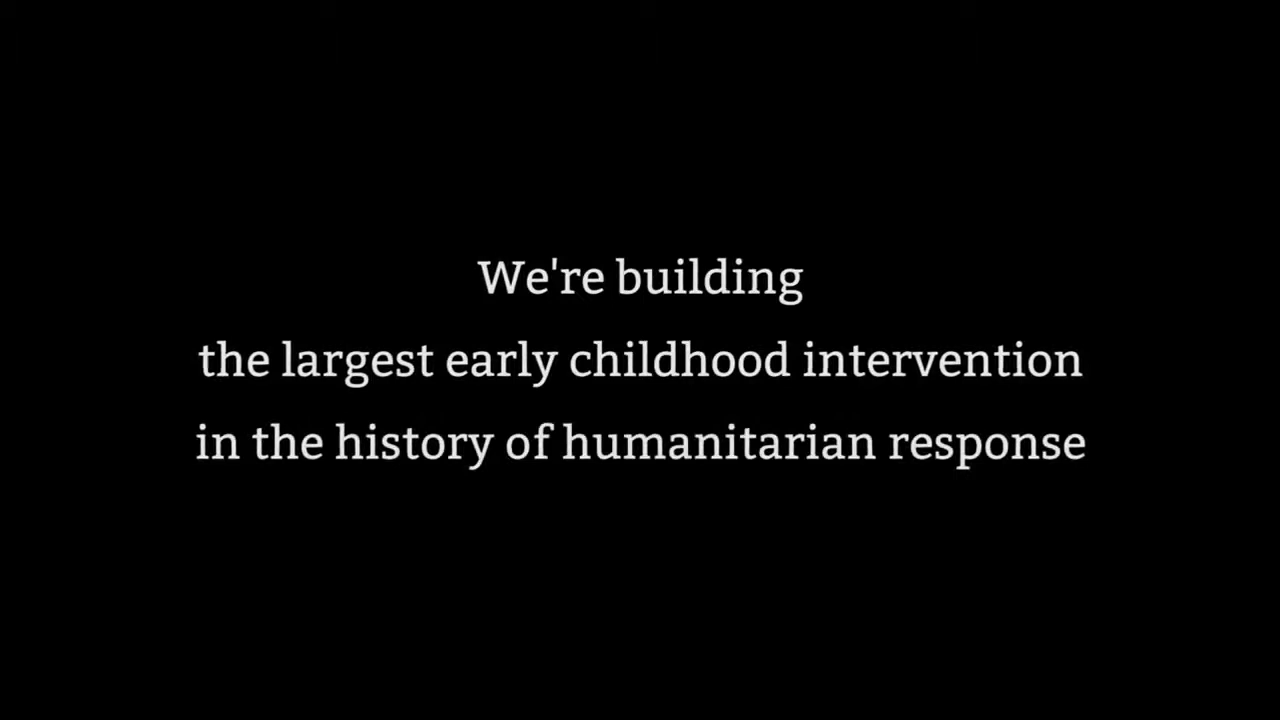 We're building
the largest early childhood intervention
in the history of humanitarian response